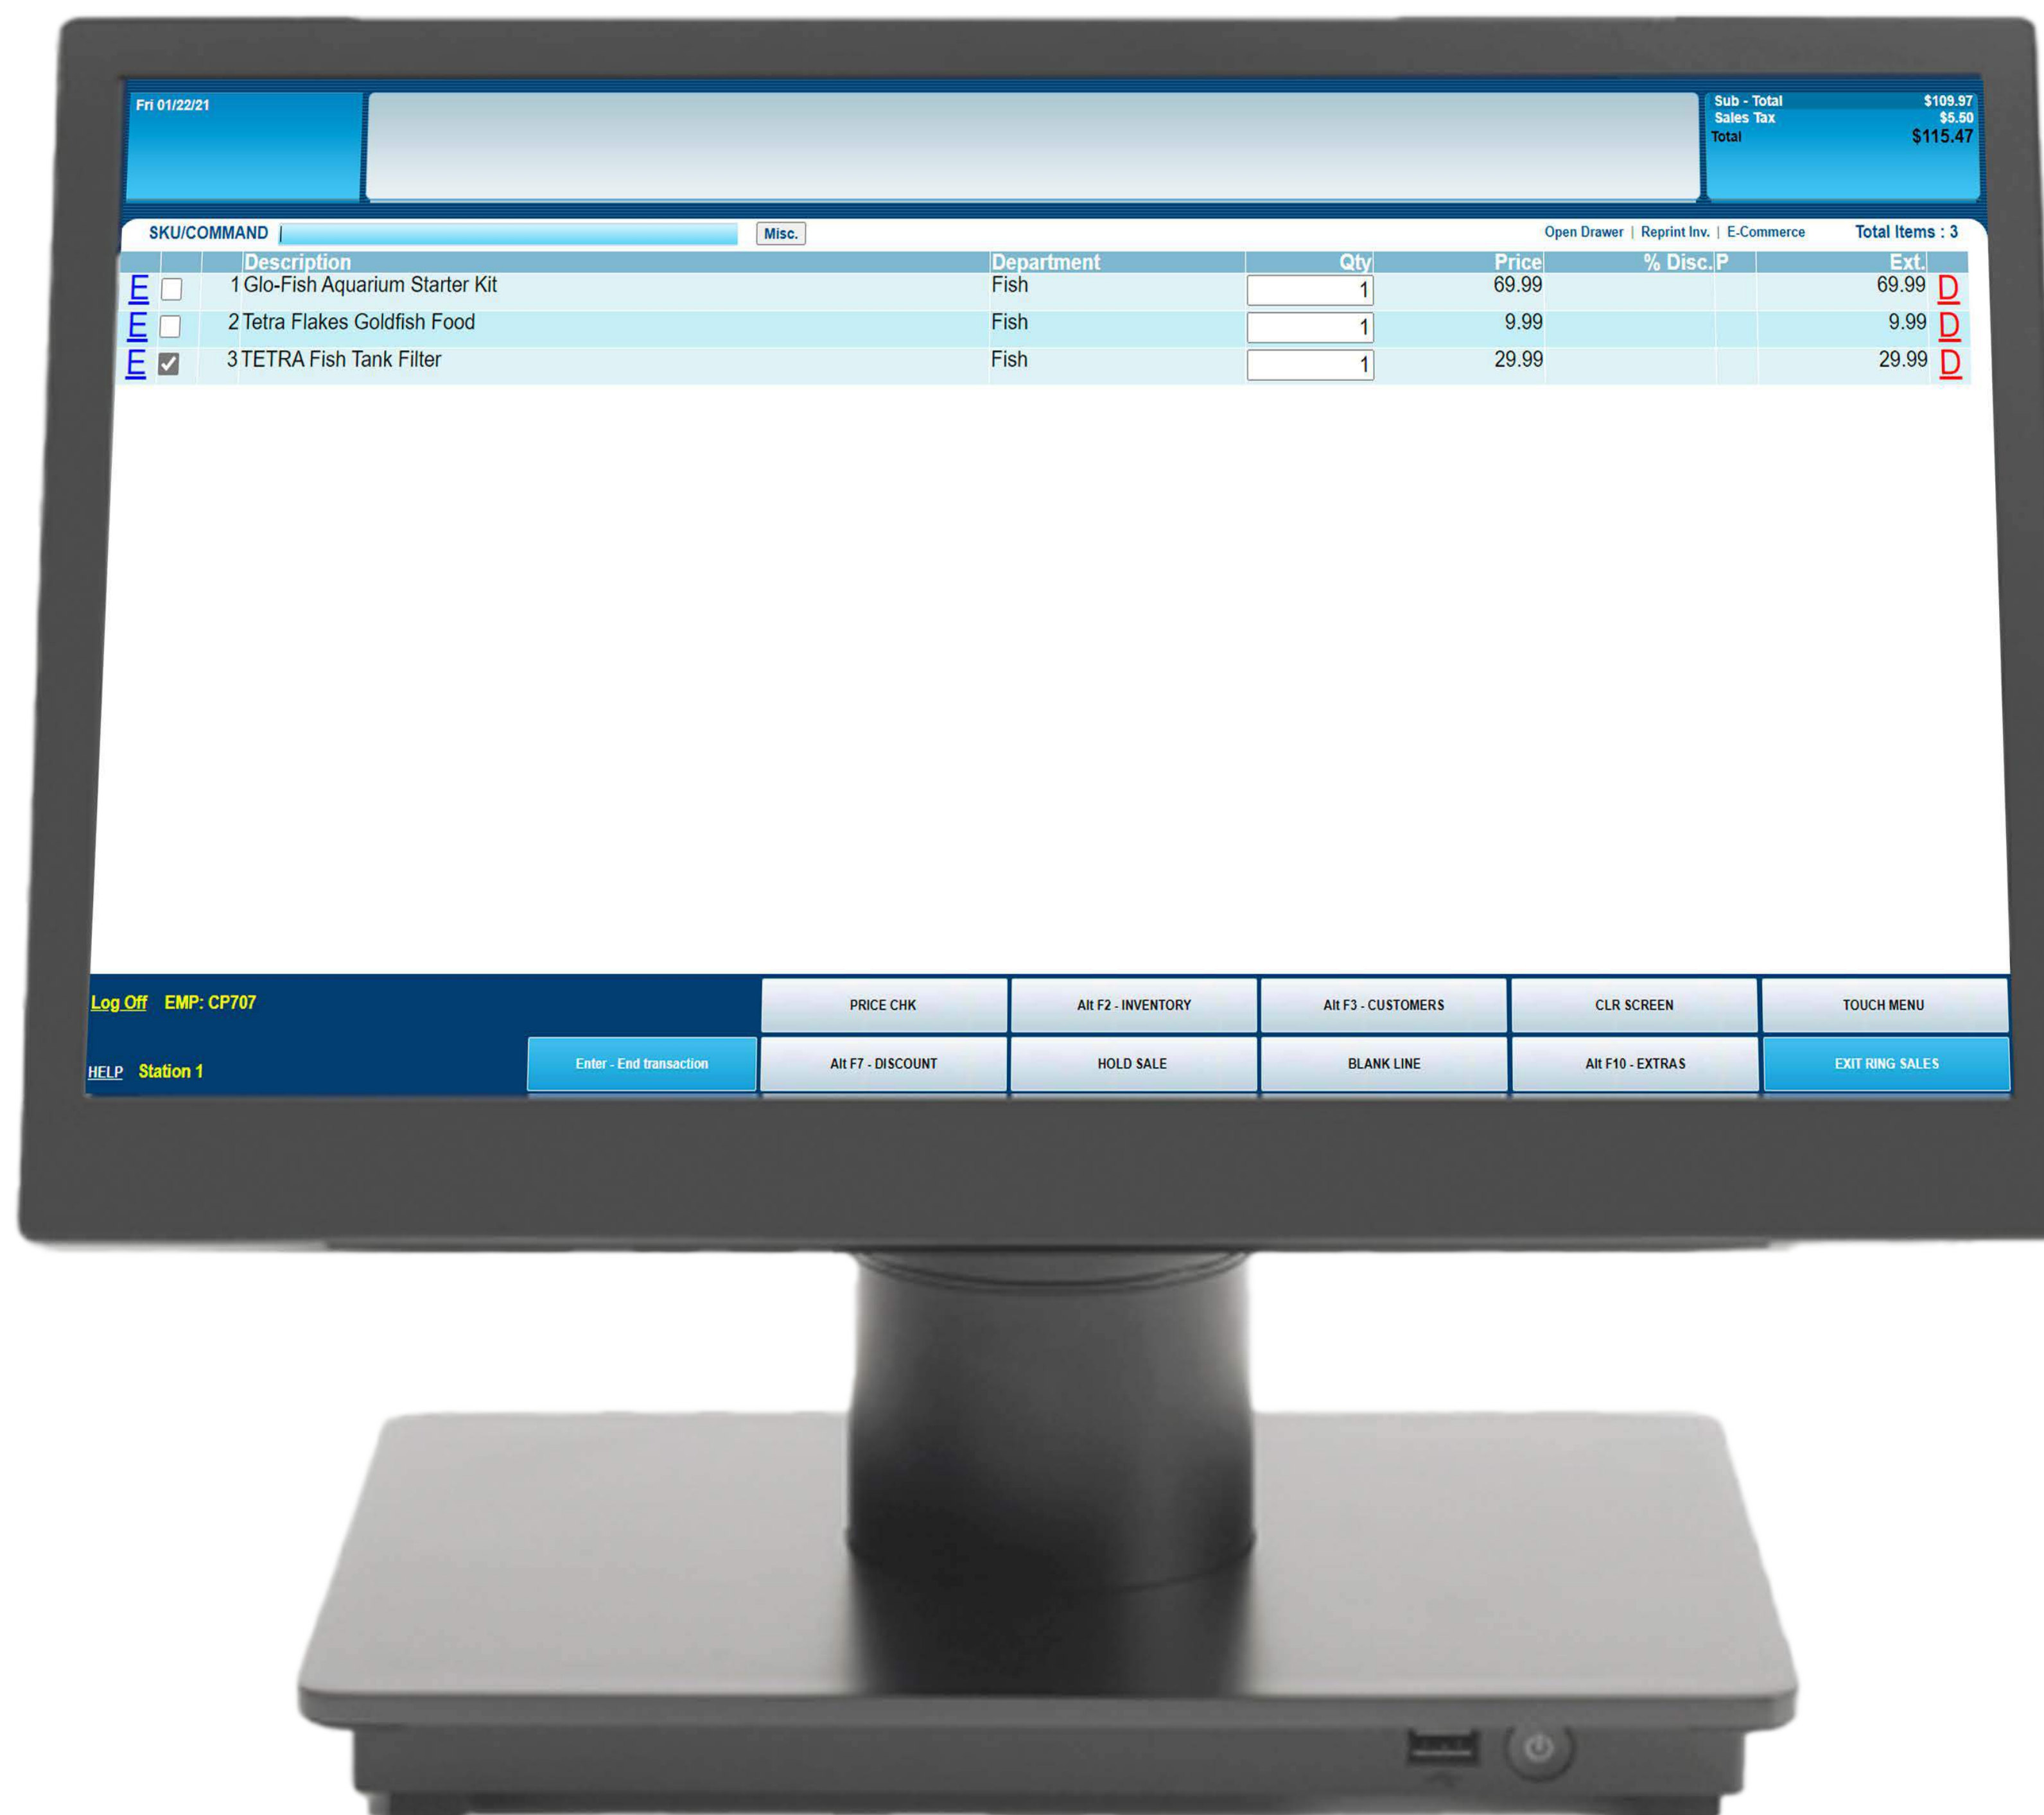 Fri 01/22/21
Sub - Total $109.97
Sales Tax $5.50
Total $115.47
SKU/COMMAND Misc. Open Drawer | Reprint Inv. | E-Commerce Total Items : 3
Description Department Qty Price % Disc. P Ext.
E 1 Glo-Fish Aquarium Starter Kit Fish 1 69.99 69.99 D
E 2 Tetra Flakes Goldfish Food Fish 1 9.99 9.99 D
E 3 TETRA Fish Tank Filter Fish 1 29.99 29.99 D
Log Off EMP: CP707 PRICE CHK Alt F2 - INVENTORY Alt F3 - CUSTOMERS CLR SCREEN TOUCH MENU
HELP Station 1 Enter - End transaction Alt F7 - DISCOUNT HOLD SALE BLANK LINE Alt F10 - EXTRAS EXIT RING SALES